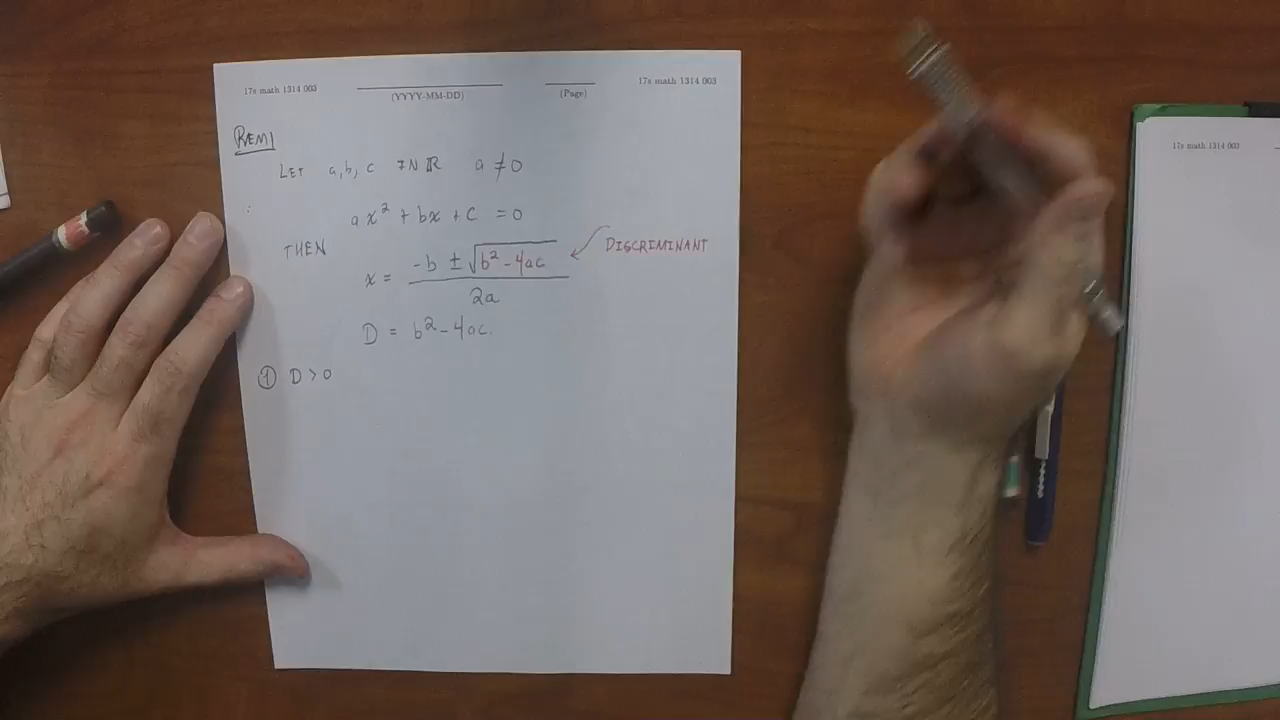 17s math 1314 003 (YYYY-MM-DD) (Page) 17s math 1314 003
REM1
LET a, b, c IN ℝ a ≠ 0
ax² + bx + c = 0
THEN
x = (-b ± √(b² - 4ac)) / 2a ← DISCRIMINANT
D = b² - 4ac.
① D > 0
17s math 1314 003